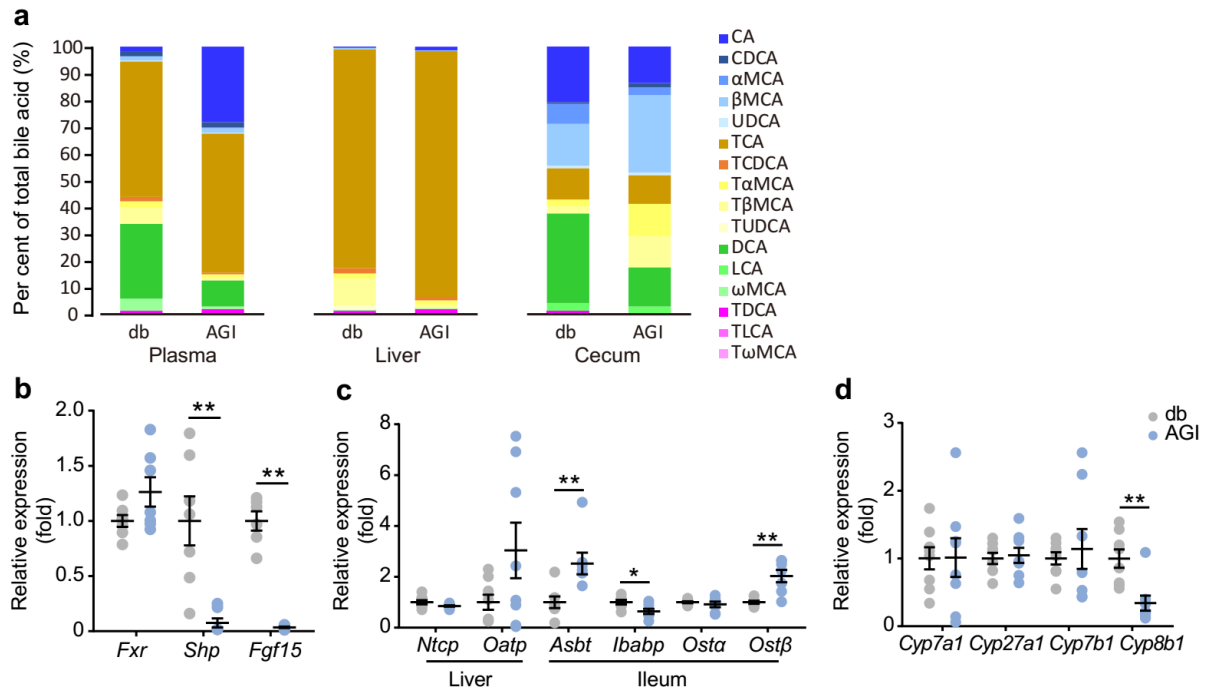 a
Per cent of total bile acid (%)
100
90
80
70
60
50
40
30
20
10
0
db AGI db AGI db AGI
Plasma Liver Cecum
CA
CDCA
αMCA
βMCA
UDCA
TCA
TCDCA
TαMCA
TβMCA
TUDCA
DCA
LCA
ωMCA
TDCA
TLCA
TωMCA
b
Relative expression
(fold)
2.0
1.5
1.0
0.5
0
**
**
Fxr Shp Fgf15
c
Relative expression
(fold)
8
6
4
2
0
**
*
**
Ntcp Oatp Asbt Ibabp Ostα Ostβ
Liver Ileum
d
db
AGI
Relative expression
(fold)
3
2
1
0
**
Cyp7a1 Cyp27a1 Cyp7b1 Cyp8b1